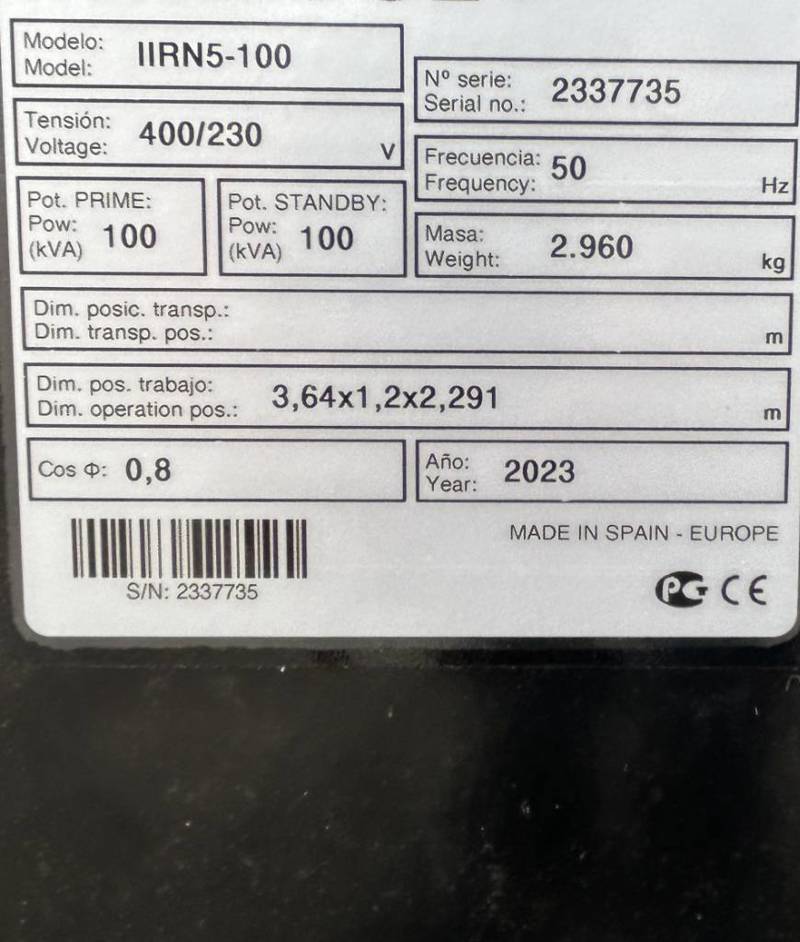 Modelo:
Model: IIRN5-100
Nº serie:
Serial no.: 2337735
Tensión:
Voltage: 400/230 V
Frecuencia:
Frequency: 50 Hz
Pot. PRIME:
Pow:
(kVA) 100
Pot. STANDBY:
Pow:
(kVA) 100
Masa:
Weight: 2.960 kg
Dim. posic. transp.:
Dim. transp. pos.: m
Dim. pos. trabajo:
Dim. operation pos.: 3,64x1,2x2,291 m
Cos Φ: 0,8
Año:
Year: 2023
MADE IN SPAIN - EUROPE
S/N: 2337735
PG CE